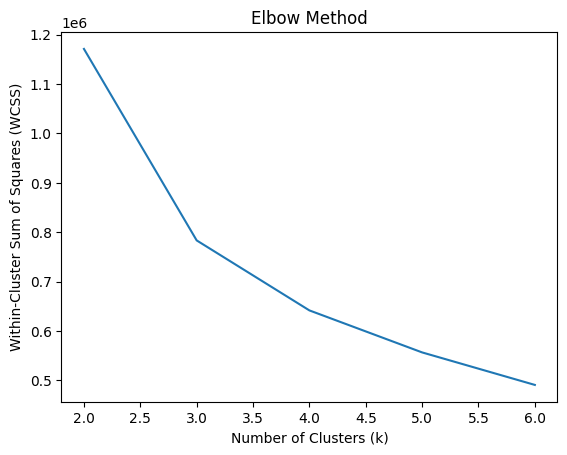 Elbow Method
1e6
Within-Cluster Sum of Squares (WCSS)
1.2
1.1
1.0
0.9
0.8
0.7
0.6
0.5
2.0 2.5 3.0 3.5 4.0 4.5 5.0 5.5 6.0
Number of Clusters (k)